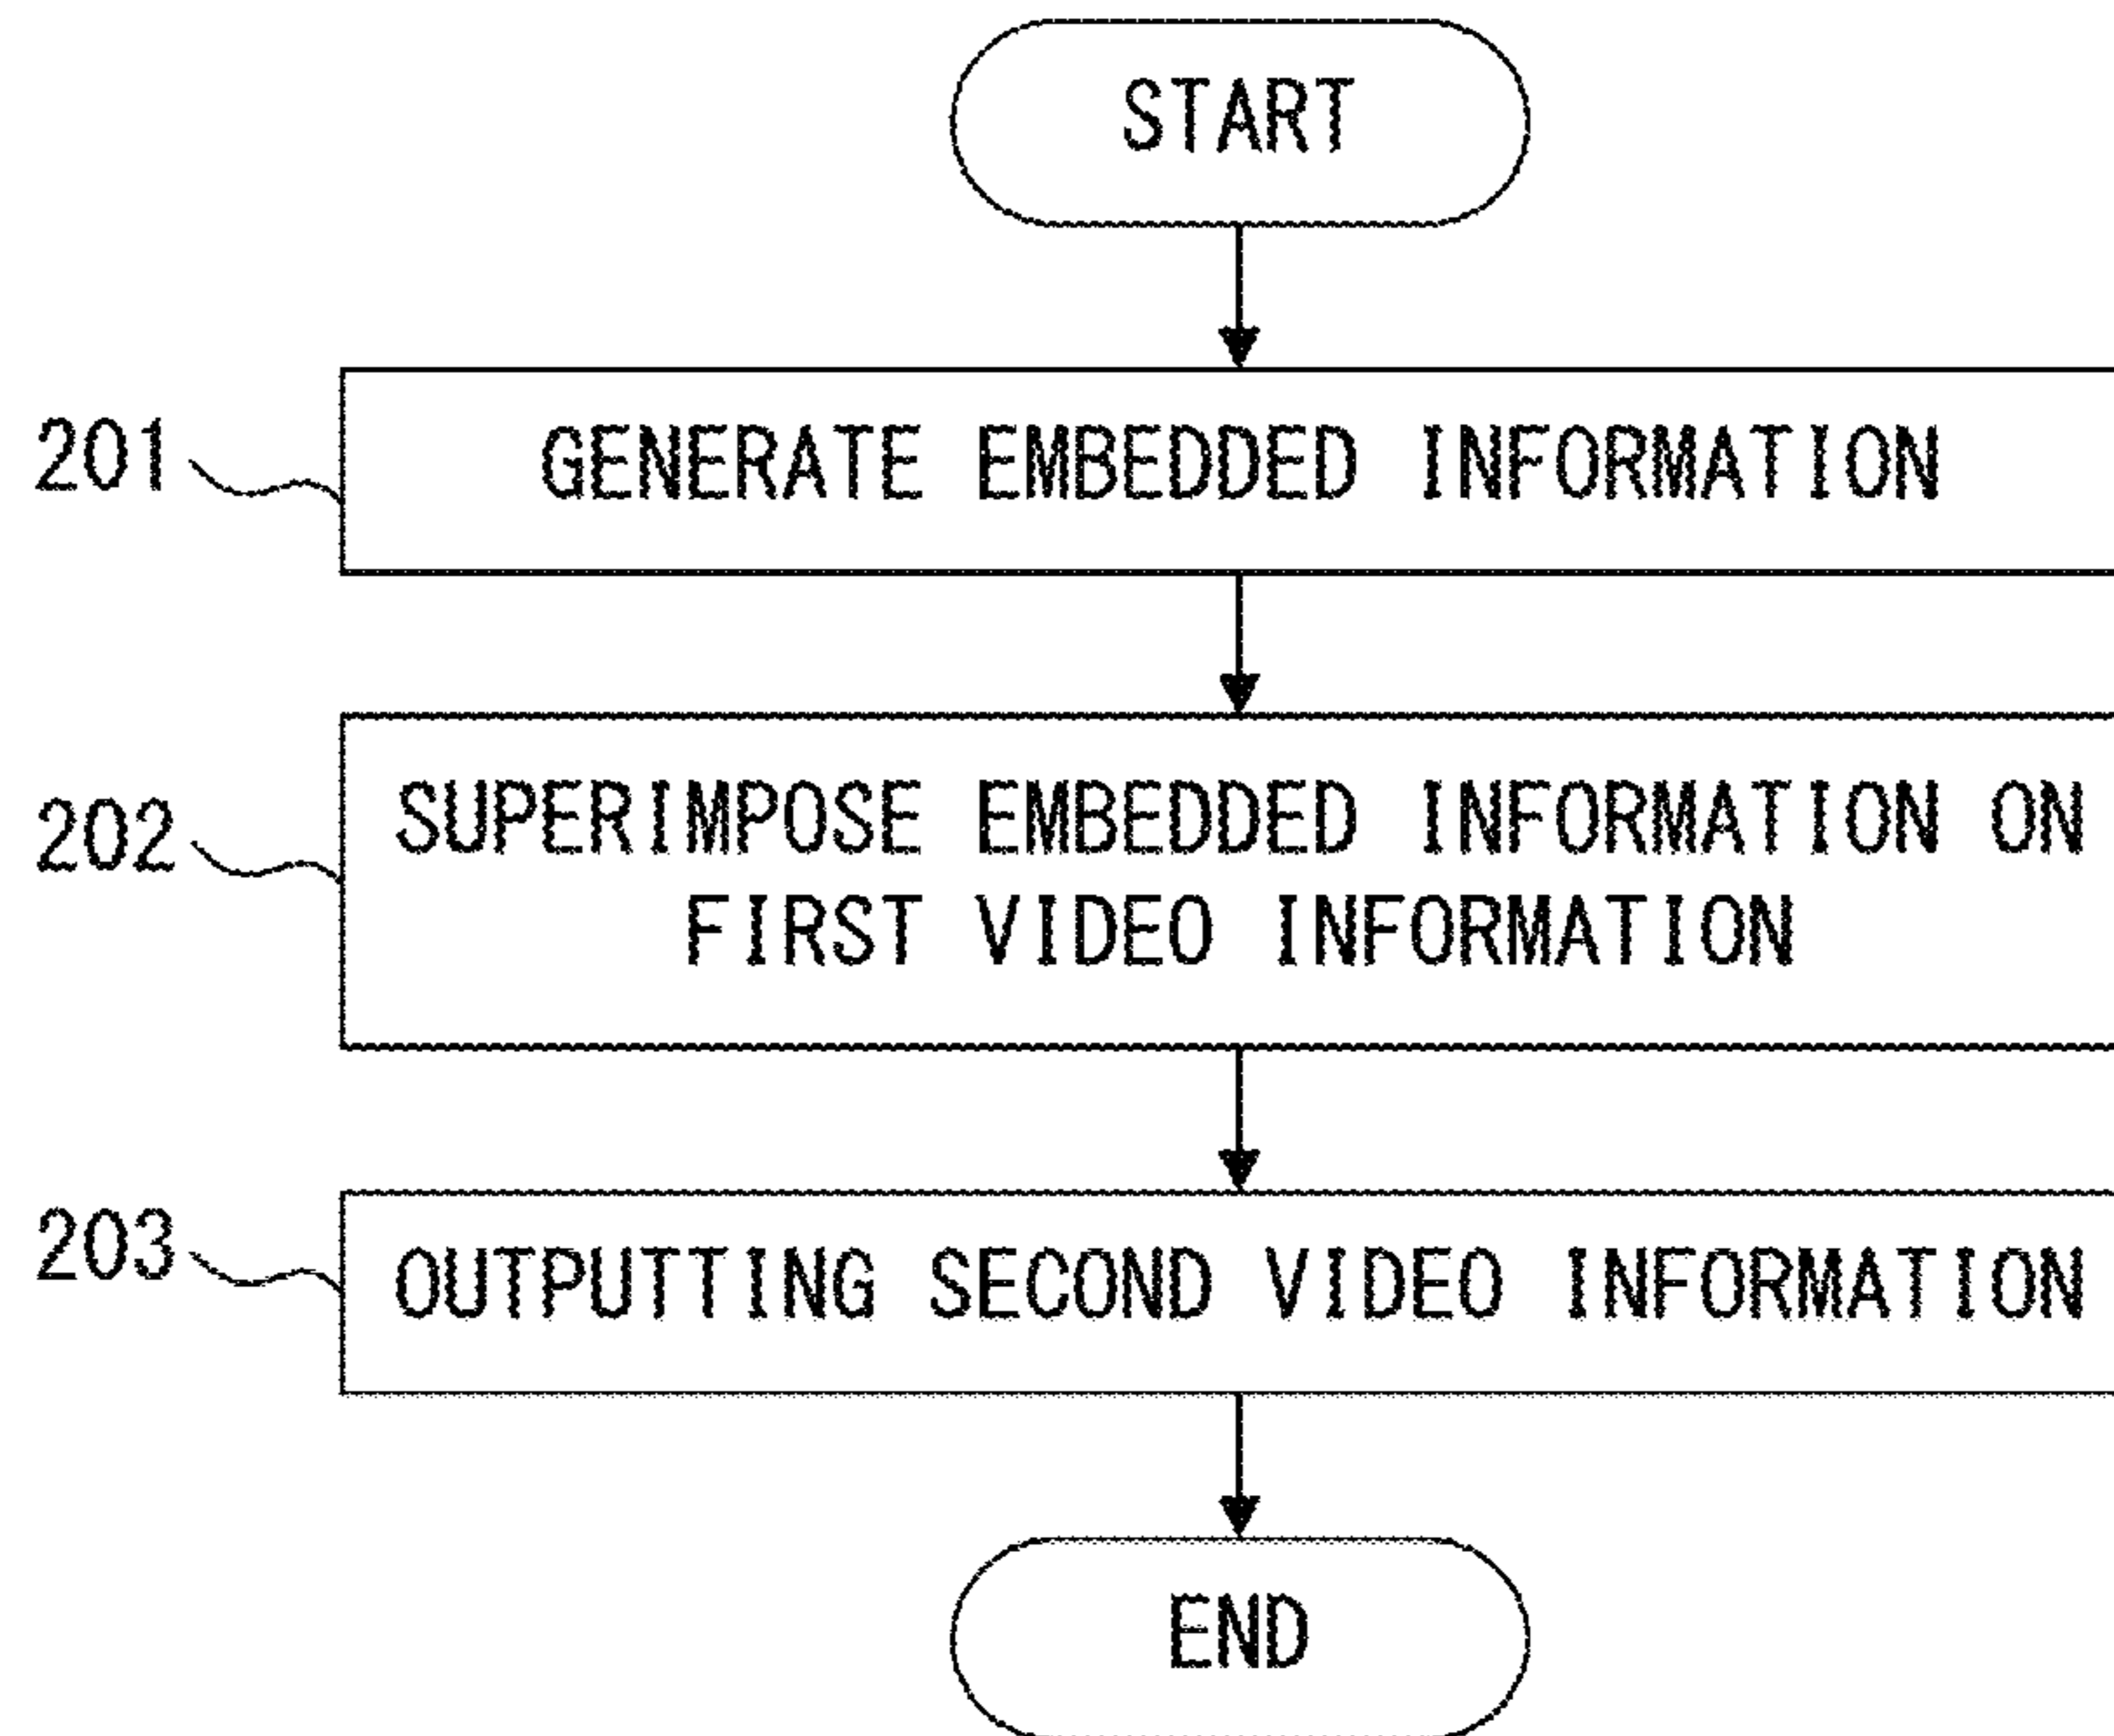 START
201
GENERATE EMBEDDED INFORMATION
202
SUPERIMPOSE EMBEDDED INFORMATION ON
FIRST VIDEO INFORMATION
203
OUTPUTTING SECOND VIDEO INFORMATION
END